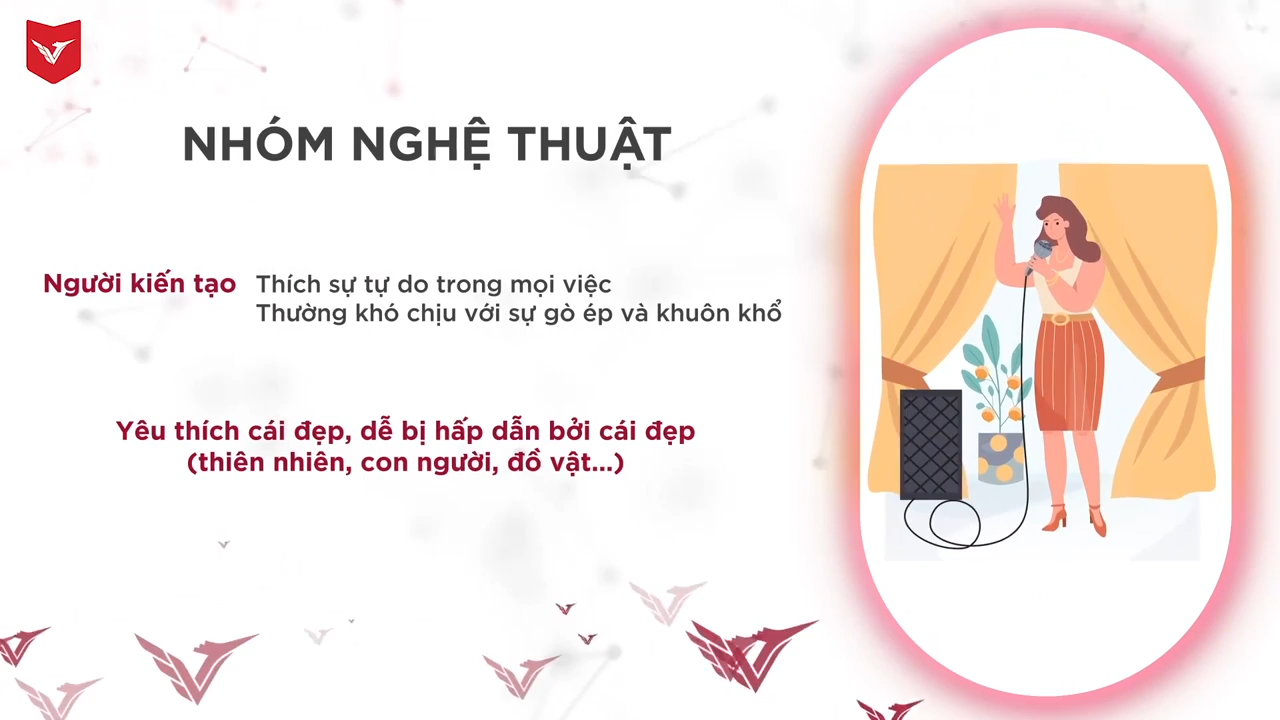 NHÓM NGHỆ THUẬT
Người kiến tạo Thích sự tự do trong mọi việc
Thường khó chịu với sự gò ép và khuôn khổ
Yêu thích cái đẹp, dễ bị hấp dẫn bởi cái đẹp
(thiên nhiên, con người, đồ vật...)